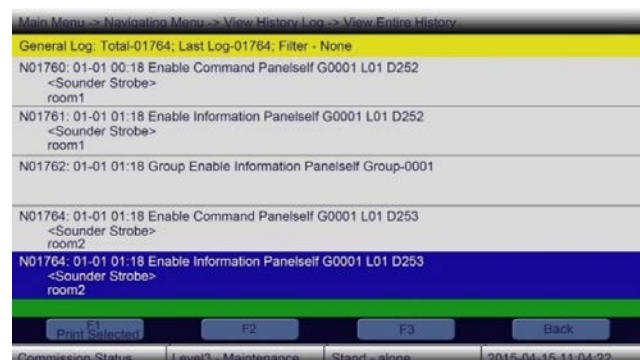 Main Menu -> Navigating Menu -> View History Log -> View Entire History
General Log: Total-01764; Last Log-01764; Filter - None
N01760: 01-01 00:18 Enable Command Panelself G0001 L01 D252
<Sounder Strobe>
room1
N01761: 01-01 01:18 Enable Information Panelself G0001 L01 D252
<Sounder Strobe>
room1
N01762: 01-01 01:18 Group Enable Information Panelself Group-0001
N01764: 01-01 01:18 Enable Command Panelself G0001 L01 D253
<Sounder Strobe>
room2
N01764: 01-01 01:18 Enable Information Panelself G0001 L01 D253
<Sounder Strobe>
room2
F1 F2 F3 Back
Print Selected
Commission Status Level3 - Maintenance Stand - alone 2015-04-15 11:04:22